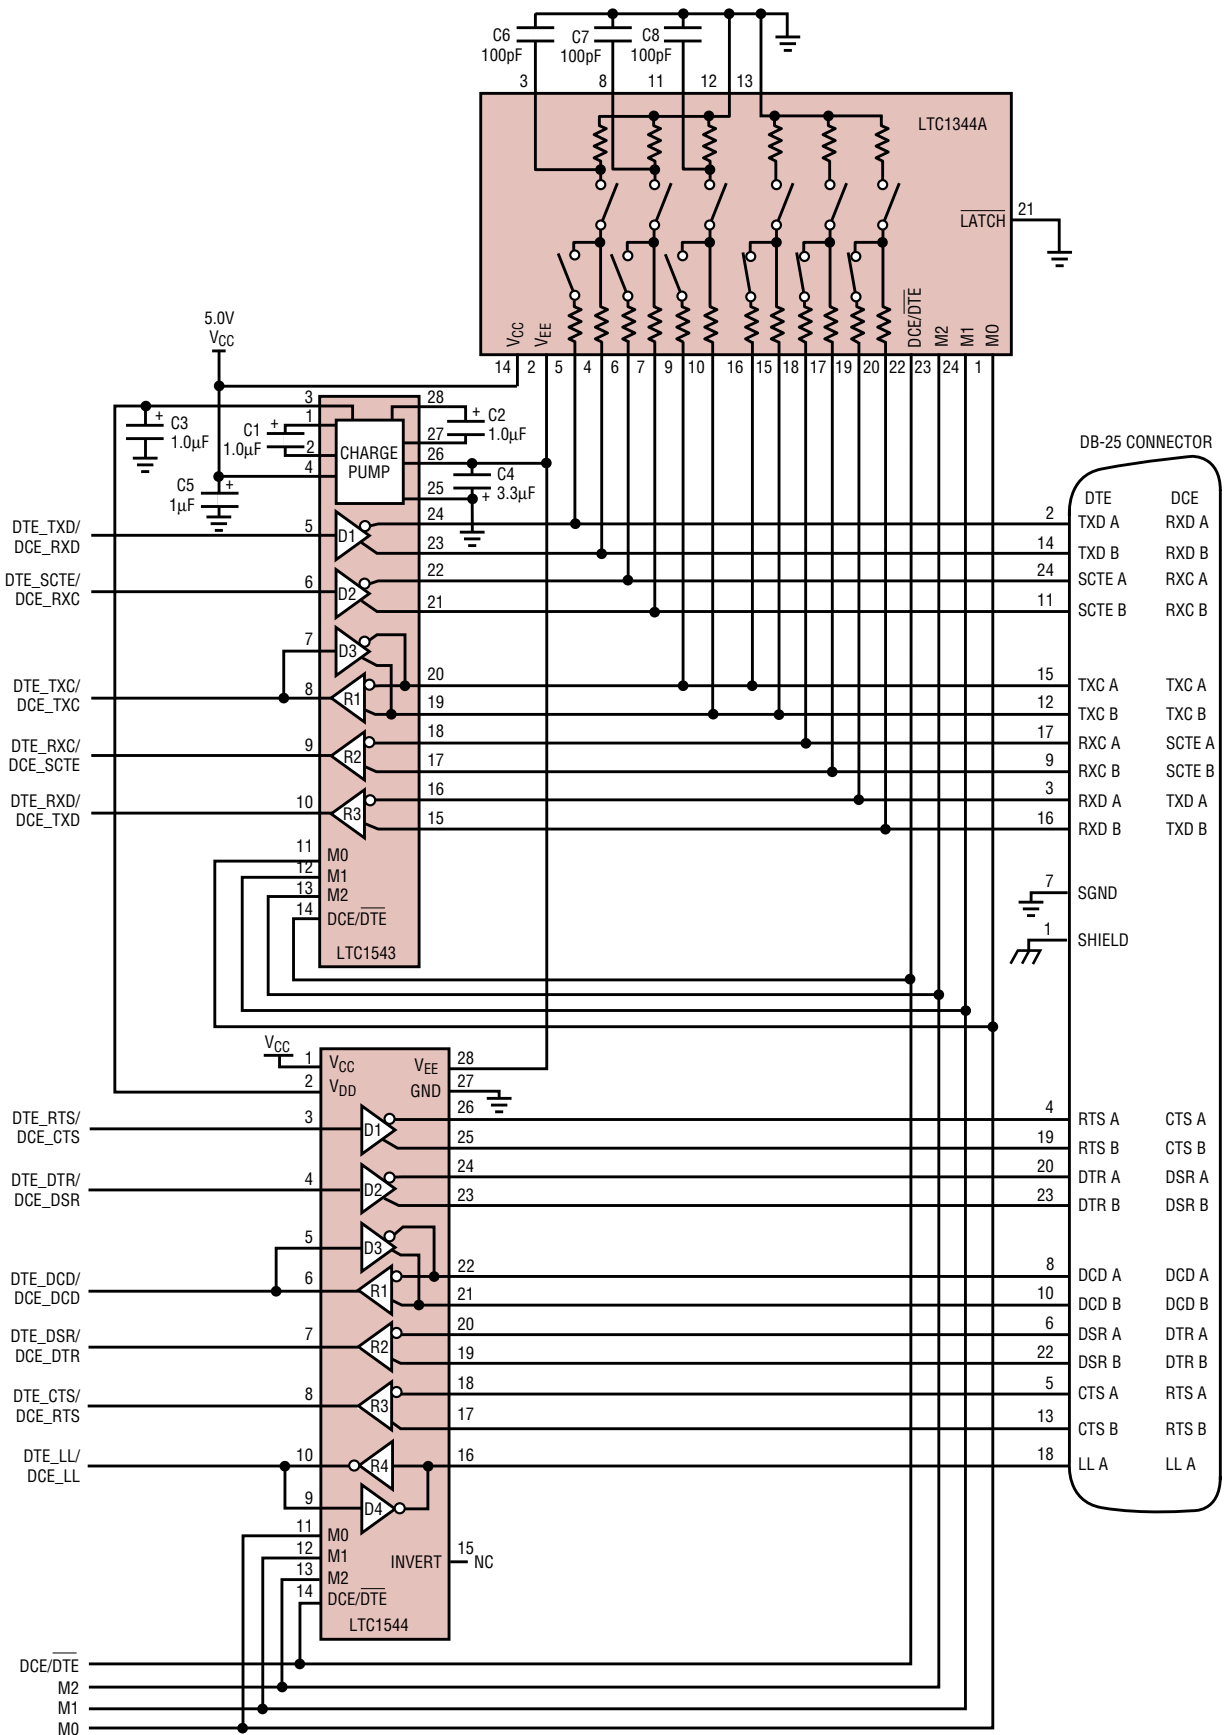 C6
100pF
C7
100pF
C8
100pF
3
8
11
12
13
LTC1344A
LATCH
21
DCE/DTE
M2
M1
M0
VCC
VEE
14
2
5
4
6
7
9
10
16
15
18
17
19
20
22
23
24
1
5.0V
VCC
3
28
C3
1.0µF
+
1
C1
1.0µF
+
2
4
C5
1µF
+
CHARGE
PUMP
27
+
C2
1.0µF
26
C4
3.3µF
25
+
DB-25 CONNECTOR
DTE
DCE
DTE_TXD/
DCE_RXD
5
D1
24
23
2
TXD A
RXD A
14
TXD B
RXD B
DTE_SCTE/
DCE_RXC
6
D2
22
21
24
SCTE A
RXC A
11
SCTE B
RXC B
7
D3
DTE_TXC/
DCE_TXC
8
R1
20
19
15
TXC A
TXC A
12
TXC B
TXC B
DTE_RXC/
DCE_SCTE
9
R2
18
17
17
RXC A
SCTE A
9
RXC B
SCTE B
DTE_RXD/
DCE_TXD
10
R3
16
15
3
RXD A
TXD A
16
RXD B
TXD B
11
M0
12
M1
13
M2
14
DCE/DTE
LTC1543
7
SGND
1
SHIELD
VCC
1
VCC
2
VDD
VEE
28
GND
27
DTE_RTS/
DCE_CTS
3
D1
26
25
4
RTS A
CTS A
19
RTS B
CTS B
DTE_DTR/
DCE_DSR
4
D2
24
23
20
DTR A
DSR A
23
DTR B
DSR B
5
D3
DTE_DCD/
DCE_DCD
6
R1
22
21
8
DCD A
DCD A
10
DCD B
DCD B
DTE_DSR/
DCE_DTR
7
R2
20
19
6
DSR A
DTR A
22
DSR B
DTR B
DTE_CTS/
DCE_RTS
8
R3
18
17
5
CTS A
RTS A
13
CTS B
RTS B
DTE_LL/
DCE_LL
10
R4
16
18
LL A
LL A
9
D4
11
M0
12
M1
13
M2
14
DCE/DTE
INVERT
15
NC
LTC1544
DCE/DTE
M2
M1
M0